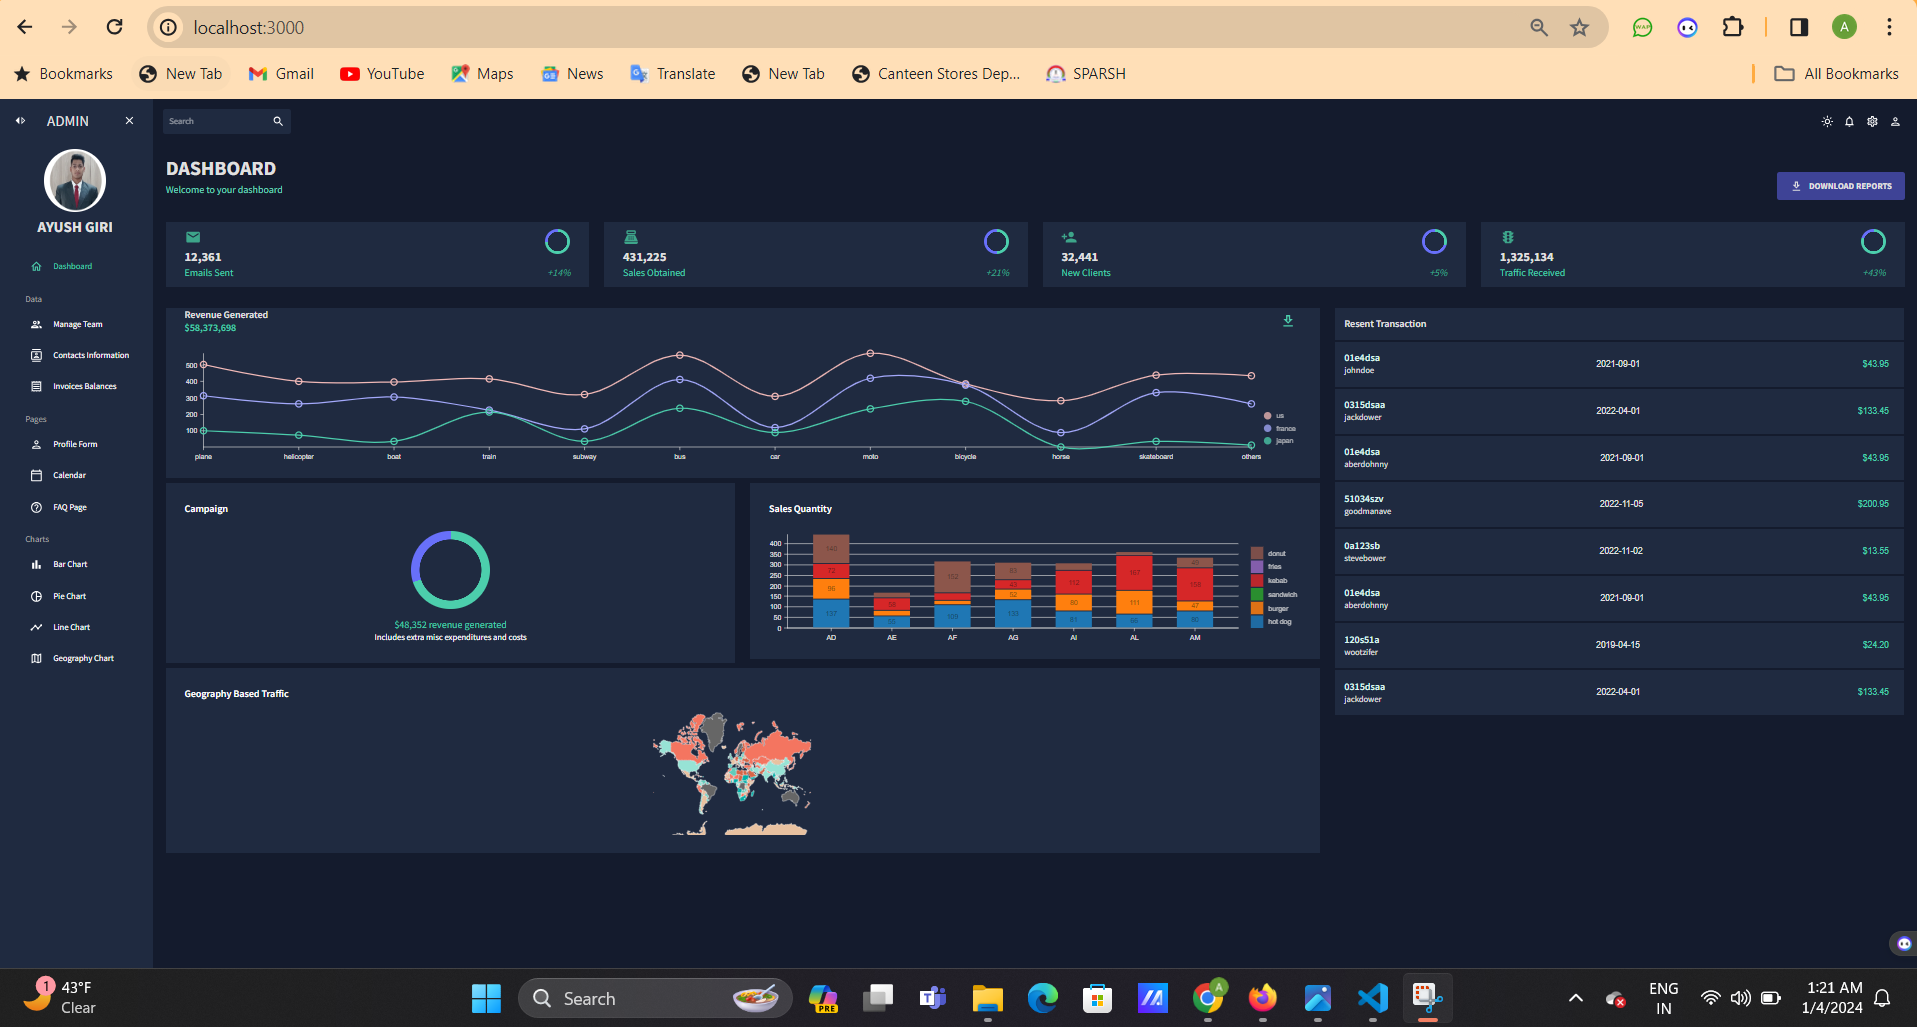 localhost:3000
A
Bookmarks
New Tab
Gmail
YouTube
Maps
News
Translate
New Tab
Canteen Stores Dep...
SPARSH
All Bookmarks
ADMIN
AYUSH GIRI
Dashboard
Data
Manage Team
Contacts Information
Invoices Balances
Pages
Profile Form
Calendar
FAQ Page
Charts
Bar Chart
Pie Chart
Line Chart
Geography Chart
Search
DASHBOARD
Welcome to your dashboard
DOWNLOAD REPORTS
12,361
Emails Sent
+14%
431,225
Sales Obtained
+21%
32,441
New Clients
+5%
1,325,134
Traffic Received
+43%
Revenue Generated
$58,373,698
500
400
300
200
100
plane helicopter boat train subway bus car moto bicycle horse skateboard others
us
france
japan
Campaign
$48,352 revenue generated
Includes extra misc expenditures and costs
Sales Quantity
400
350
300
250
200
150
100
50
0
AD AE AF AG AI AL AM
72
52
80
111
47
donut
fries
kebab
sandwich
burger
hot dog
Geography Based Traffic
Resent Transaction
01e4dsa
johndoe
2021-09-01
$43.95
0315dsaa
jackdower
2022-04-01
$133.45
01e4dsa
aberdohnny
2021-09-01
$43.95
51034szv
goodmanave
2022-11-05
$200.95
0a123sb
stevebower
2022-11-02
$13.55
01e4dsa
aberdohnny
2021-09-01
$43.95
120s51a
wootzifer
2019-04-15
$24.20
0315dsaa
jackdower
2022-04-01
$133.45
1
43°F
Clear
Search
PRE
A
ENG
IN
1:21 AM
1/4/2024